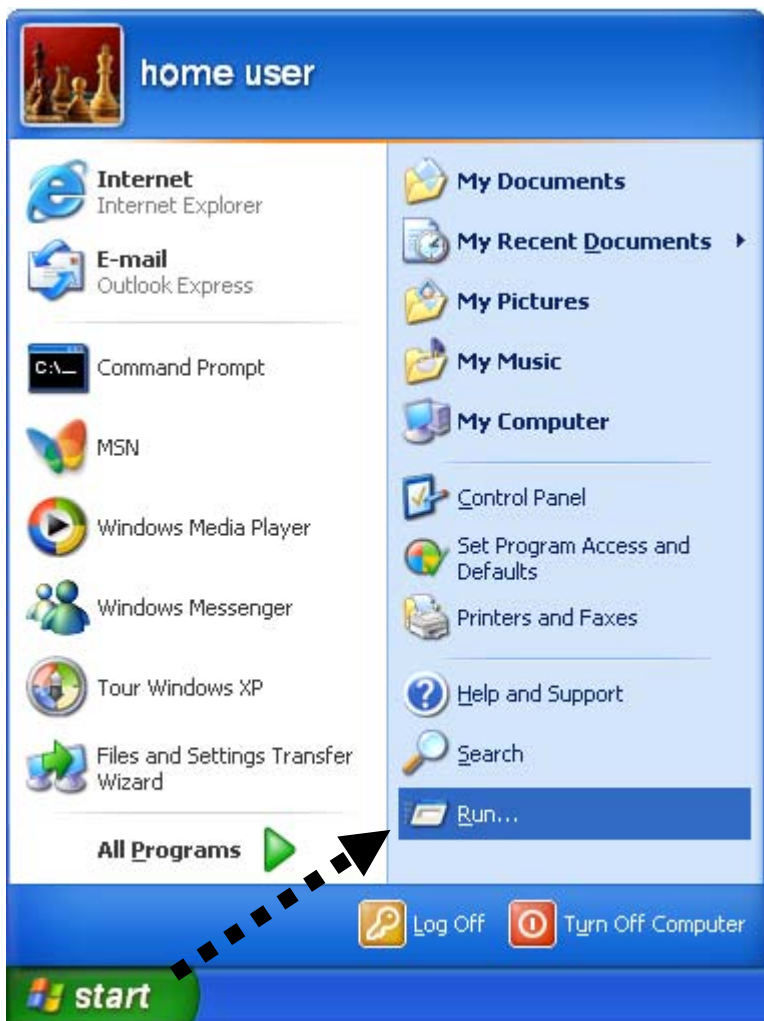 home user
Internet
Internet Explorer
E-mail
Outlook Express
C:\_
Command Prompt
MSN
Windows Media Player
Windows Messenger
Tour Windows XP
Files and Settings Transfer
Wizard
All Programs
My Documents
My Recent Documents
My Pictures
My Music
My Computer
Control Panel
Set Program Access and
Defaults
Printers and Faxes
Help and Support
Search
Run...
Log Off
Turn Off Computer
start